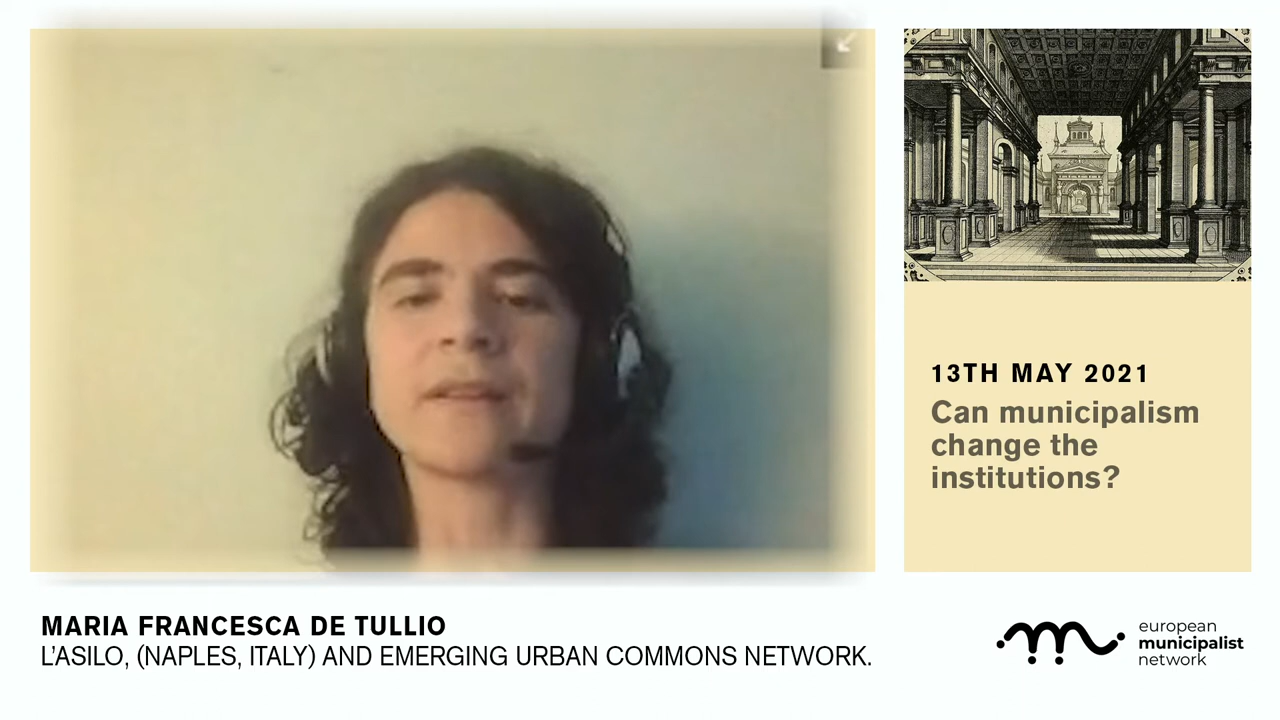 13TH MAY 2021
Can municipalism
change the
institutions?
MARIA FRANCESCA DE TULLIO
L'ASILO, (NAPLES, ITALY) AND EMERGING URBAN COMMONS NETWORK.
european
municipalist
network